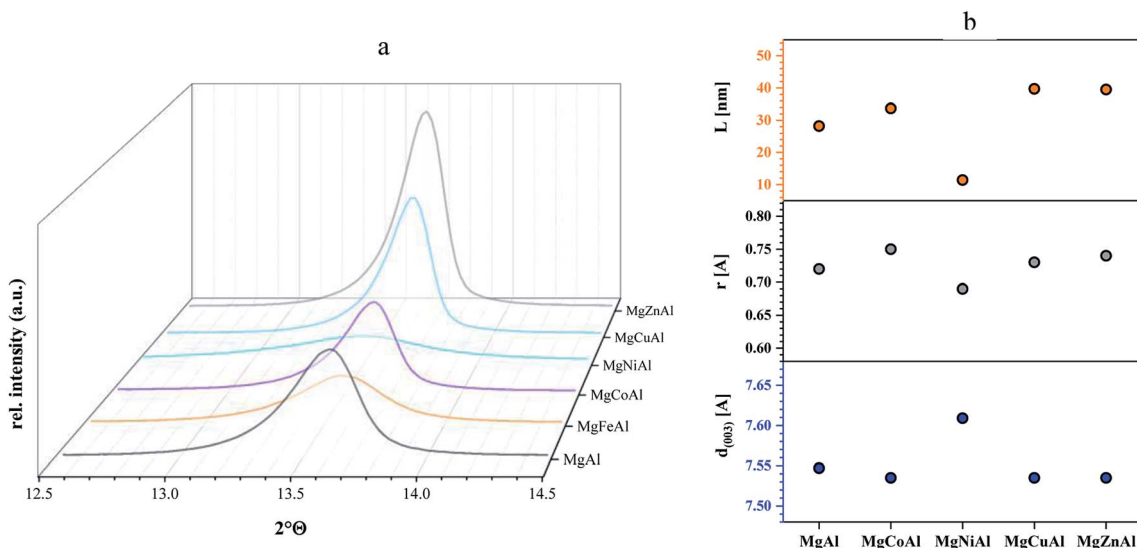 a
rel. intensity (a.u.)
MgZnAl
MgCuAl
MgNiAl
MgCoAl
MgFeAl
MgAl
12.5 13.0 13.5 14.0 14.5
2°Θ
b
L [nm]
50
40
30
20
10
r [A]
0.80
0.75
0.70
0.65
0.60
d(003) [A]
7.65
7.60
7.55
7.50
MgAl MgCoAl MgNiAl MgCuAl MgZnAl